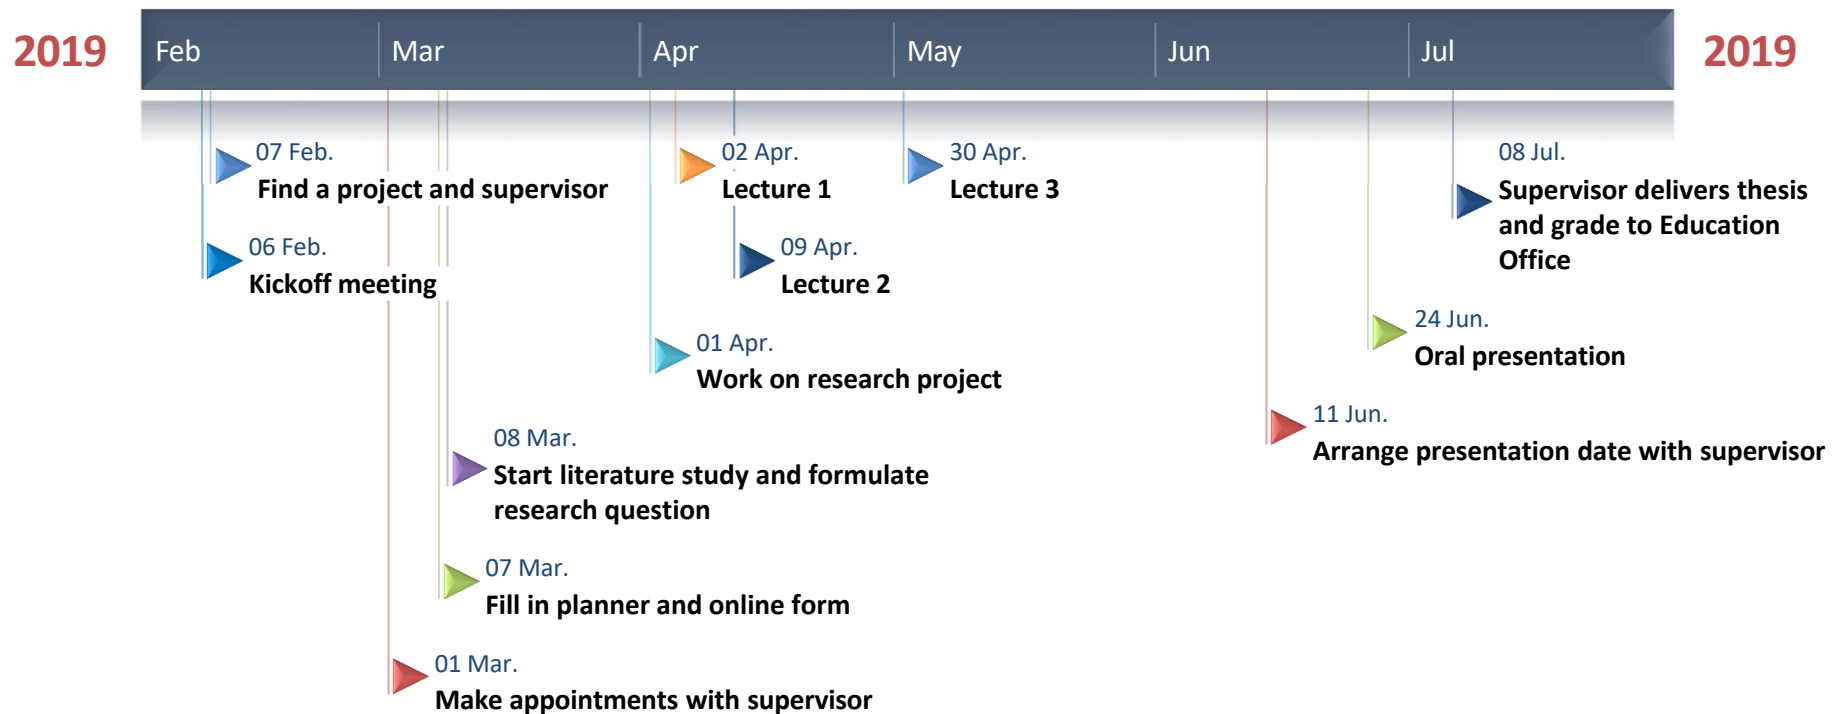 2019
Feb
Mar
Apr
May
Jun
Jul
2019
07 Feb.
Find a project and supervisor
06 Feb.
Kickoff meeting
02 Apr.
Lecture 1
09 Apr.
Lecture 2
30 Apr.
Lecture 3
01 Apr.
Work on research project
08 Mar.
Start literature study and formulate
research question
07 Mar.
Fill in planner and online form
01 Mar.
Make appointments with supervisor
08 Jul.
Supervisor delivers thesis
and grade to Education
Office
24 Jun.
Oral presentation
11 Jun.
Arrange presentation date with supervisor